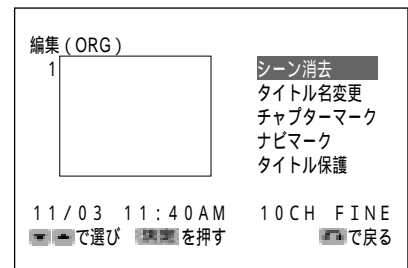 編集(ORG)
1
シーン消去
タイトル名変更
チャプターマーク
ナビマーク
タイトル保護
11/03 11:40AM 10CH FINE
で選び 決定 を押す で戻る